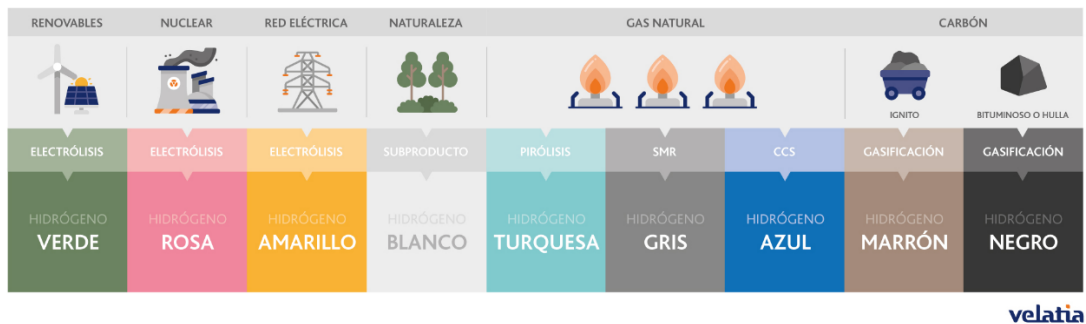 RENOVABLES
NUCLEAR
RED ELÉCTRICA
NATURALEZA
GAS NATURAL
CARBÓN
IGNITO
BITUMINOSO O HULLA
ELECTRÓLISIS
ELECTRÓLISIS
ELECTRÓLISIS
SUBPRODUCTO
PIRÓLISIS
SMR
CCS
GASIFICACIÓN
GASIFICACIÓN
HIDRÓGENO
VERDE
HIDRÓGENO
ROSA
HIDRÓGENO
AMARILLO
HIDRÓGENO
BLANCO
HIDRÓGENO
TURQUESA
HIDRÓGENO
GRIS
HIDRÓGENO
AZUL
HIDRÓGENO
MARRÓN
HIDRÓGENO
NEGRO
velatia